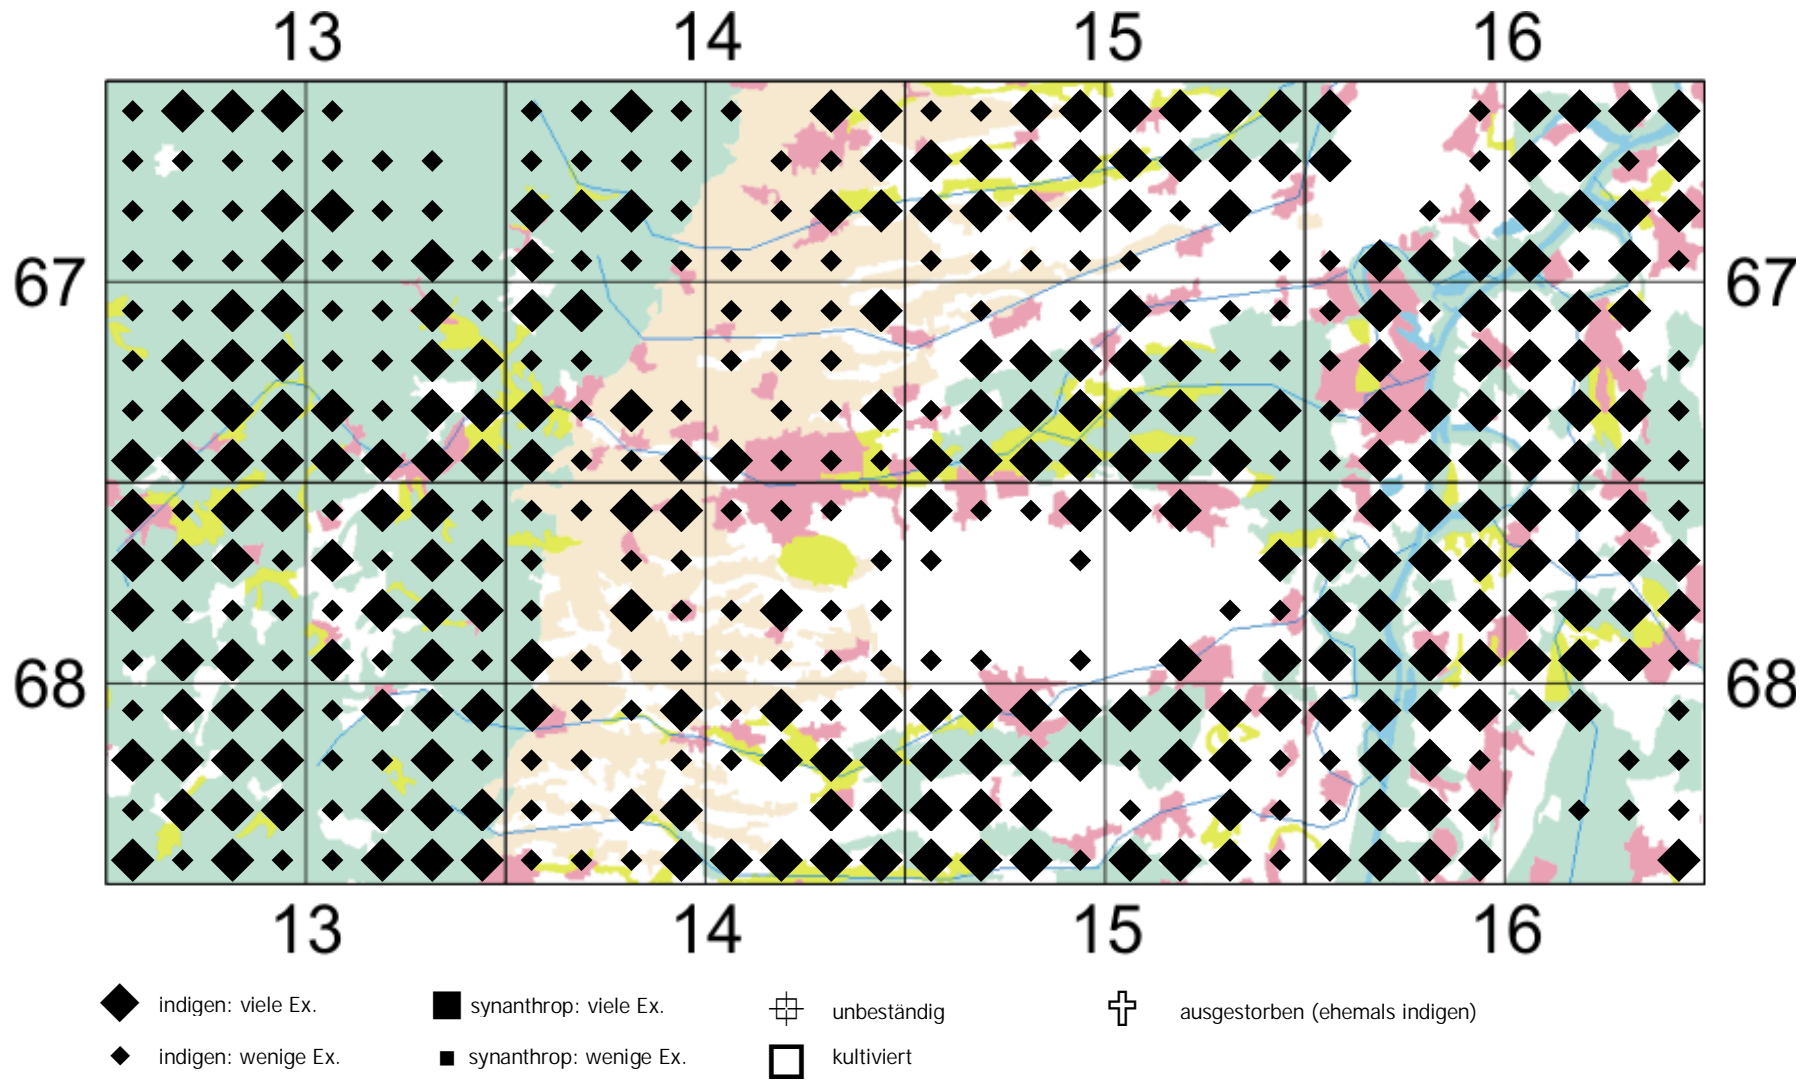 13 14 15 16
67 67
68 68
13 14 15 16
indigen: viele Ex. synanthrop: viele Ex. unbeständig ausgestorben (ehemals indigen)
indigen: wenige Ex. synanthrop: wenige Ex. kultiviert